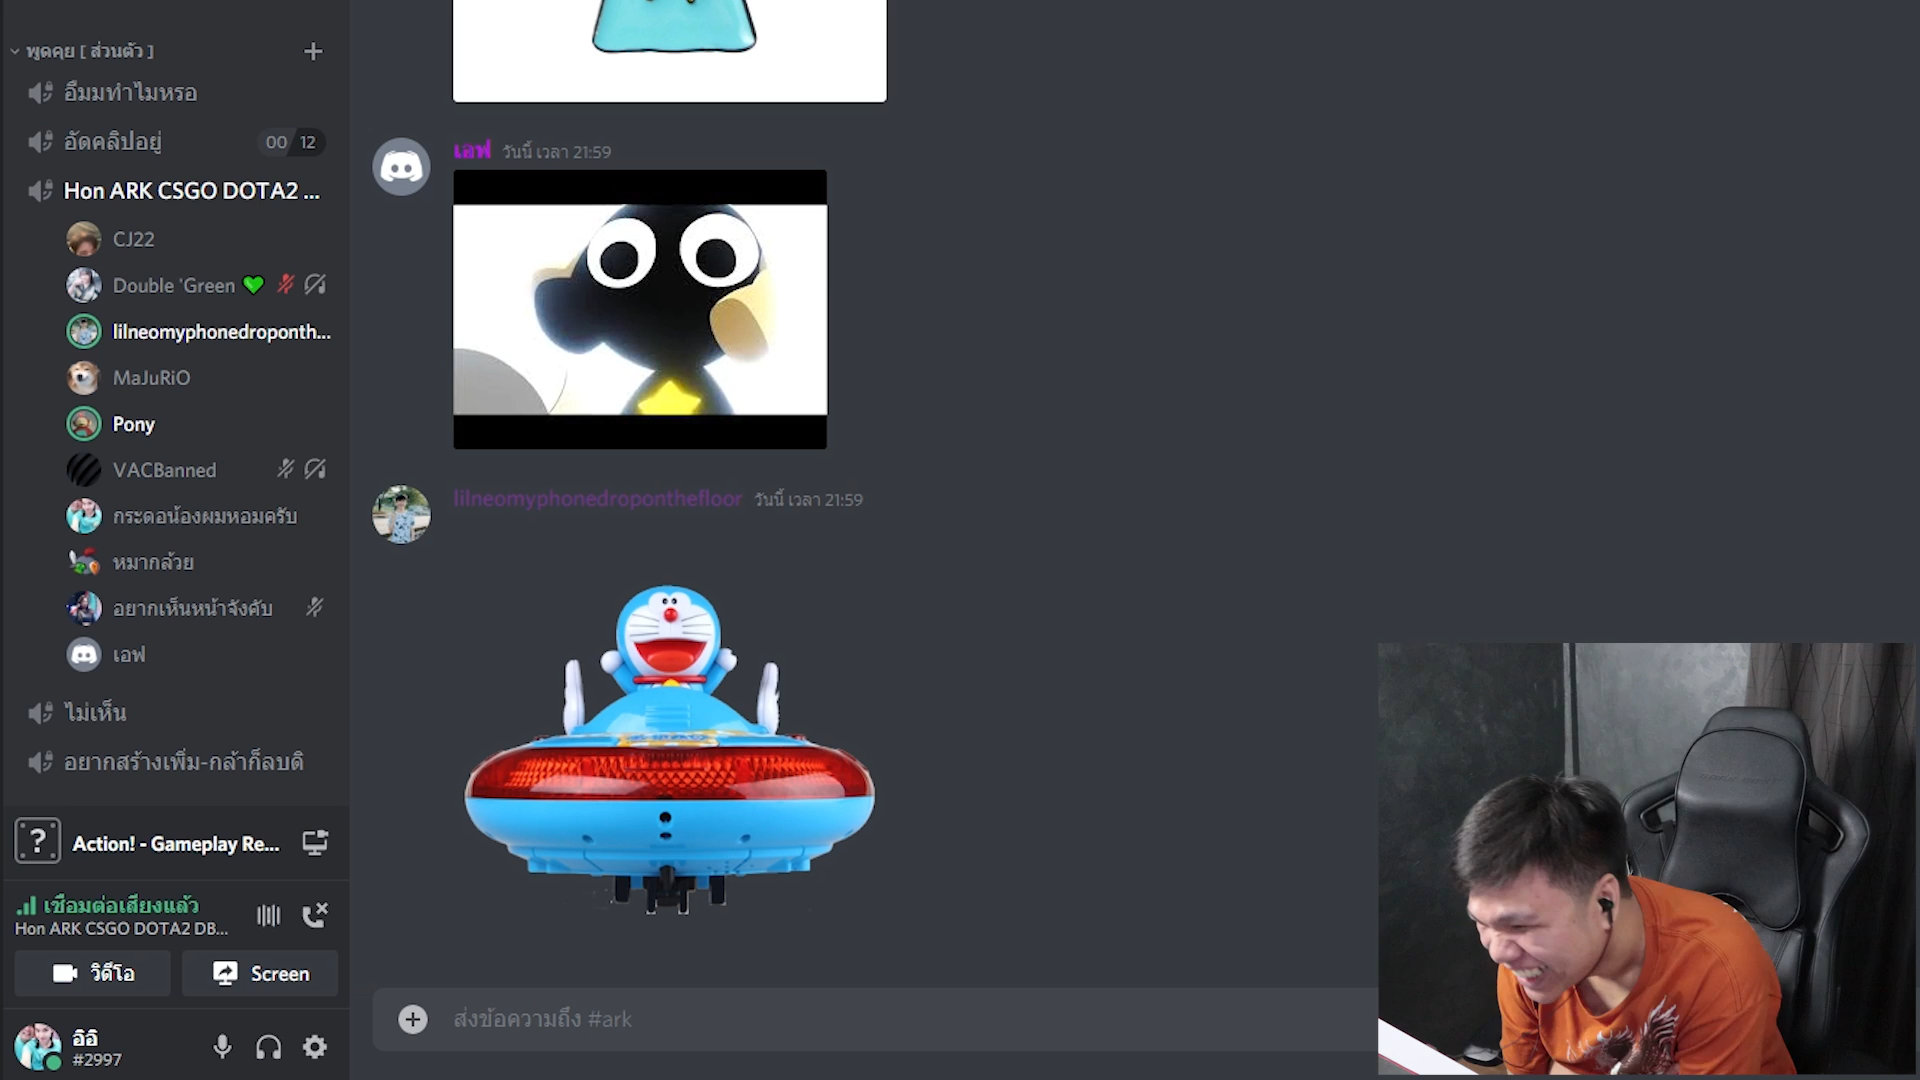 พูดคุย [ ส่วนตัว ]
อืมมทำไมหรอ
อัดคลิปอยู่
00 12
Hon ARK CSGO DOTA2 ...
CJ22
Double 'Green 💚
lilneomyphonedroponth...
MaJuRiO
Pony
VACBanned
กระดอน้องผมหอมครับ
หมากล้วย
อยากเห็นหน้าจังคับ
เอฟ
ไม่เห็น
อยากสร้างเพิ่ม-กล้าก็ลบดิ
? Action! - Gameplay Re...
เชื่อมต่อเสียงแล้ว
Hon ARK CSGO DOTA2 DB...
วิดีโอ
Screen
อิอิ
#2997
เอฟ วันนี้ เวลา 21:59
lilneomyphonedroponthefloor วันนี้ เวลา 21:59
ส่งข้อความถึง #ark